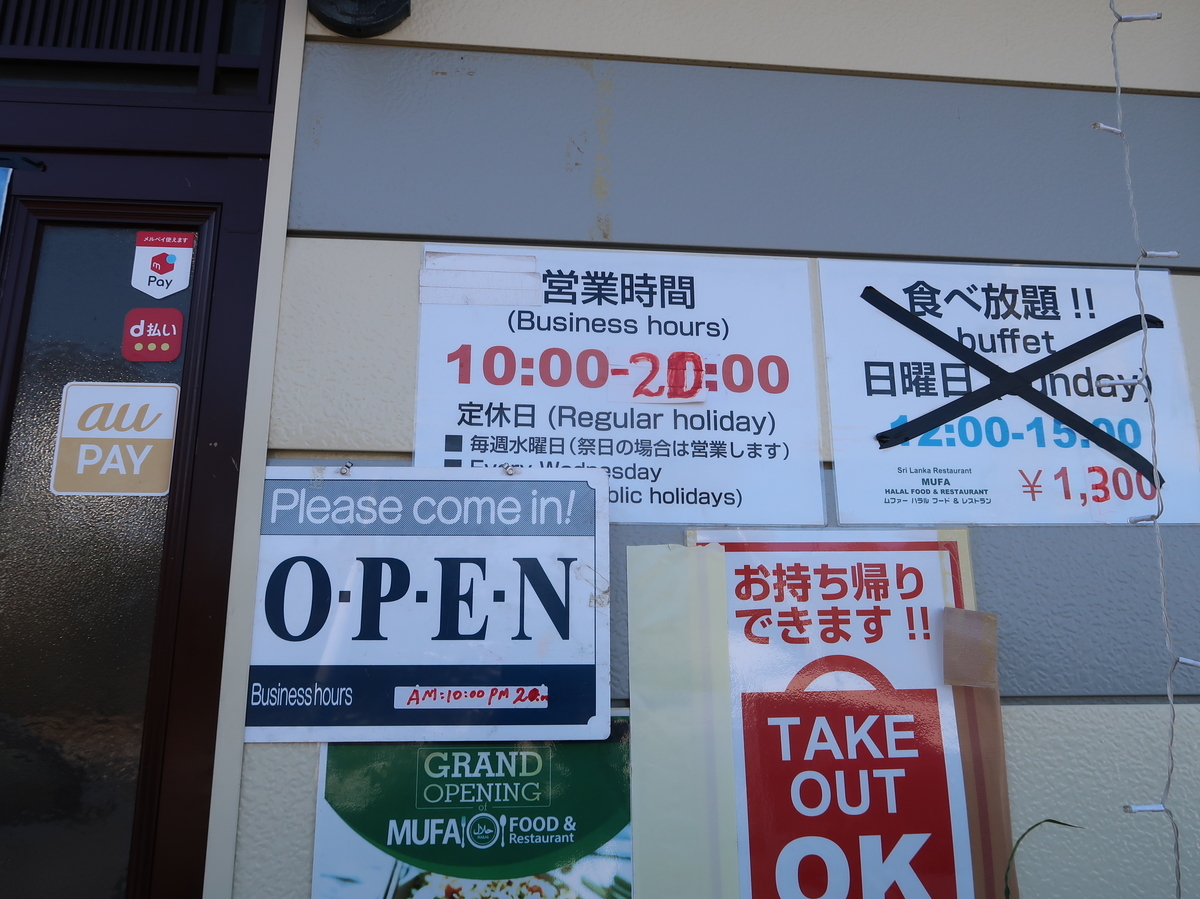 メルペイ使えます
Pay
d払い
au
PAY
営業時間
(Business hours)
10:00-20:00
定休日 (Regular holiday)
■ 毎週水曜日(祭日の場合は営業します)
■ Every Wednesday
blic holidays)
食べ放題 !!
buffet
日曜日 (Sunday)
12:00-15:00
Sri Lanka Restaurant
MUFA
HALAL FOOD & RESTAURANT
ムファー ハラル フード & レストラン
¥1,300
Please come in!
O·P·E·N
Business hours
AM:10:00 PM
お持ち帰り
できます !!
TAKE
OUT
OK
GRAND
OPENING
of
MUFA FOOD &
Restaurant